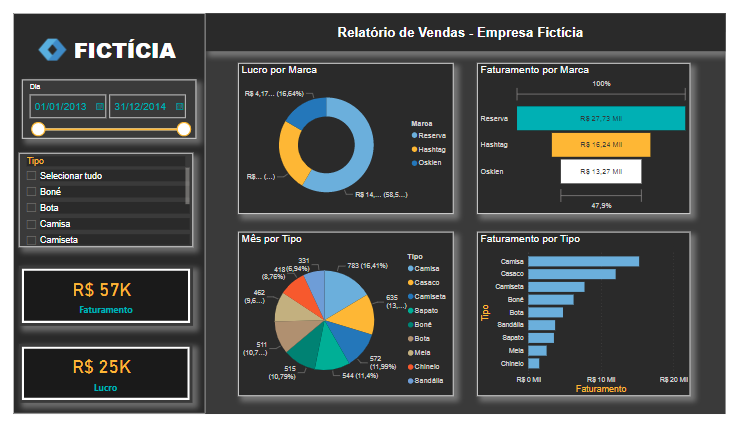 FICTÍCIA
Relatório de Vendas - Empresa Fictícia
Dia
01/01/2013 31/12/2014
Tipo
Selecionar tudo
Boné
Bota
Camisa
Camiseta
R$ 57K
Faturamento
R$ 25K
Lucro
Lucro por Marca
R$ 4,17... (16,64%)
R$... (...)
R$ 14,... (58,5...)
Marca
Reserva
Hashtag
Osklen
Faturamento por Marca
100%
Reserva R$ 27,73 Mil
Hashtag R$ 16,24 Mil
Osklen R$ 13,27 Mil
47,9%
Mês por Tipo
331
(6,94%)
783 (16,41%)
418
(8,76%)
635
(13,...)
462
(9,6...)
511
(10,7...)
572
(11,99%)
515
(10,79%)
544 (11,4%)
Tipo
Camisa
Casaco
Camiseta
Sapato
Boné
Bota
Meia
Chinelo
Sandália
Faturamento por Tipo
Tipo
Camisa
Casaco
Camiseta
Boné
Bota
Sandália
Sapato
Meia
Chinelo
R$ 0 Mil R$ 10 Mil R$ 20 Mil
Faturamento